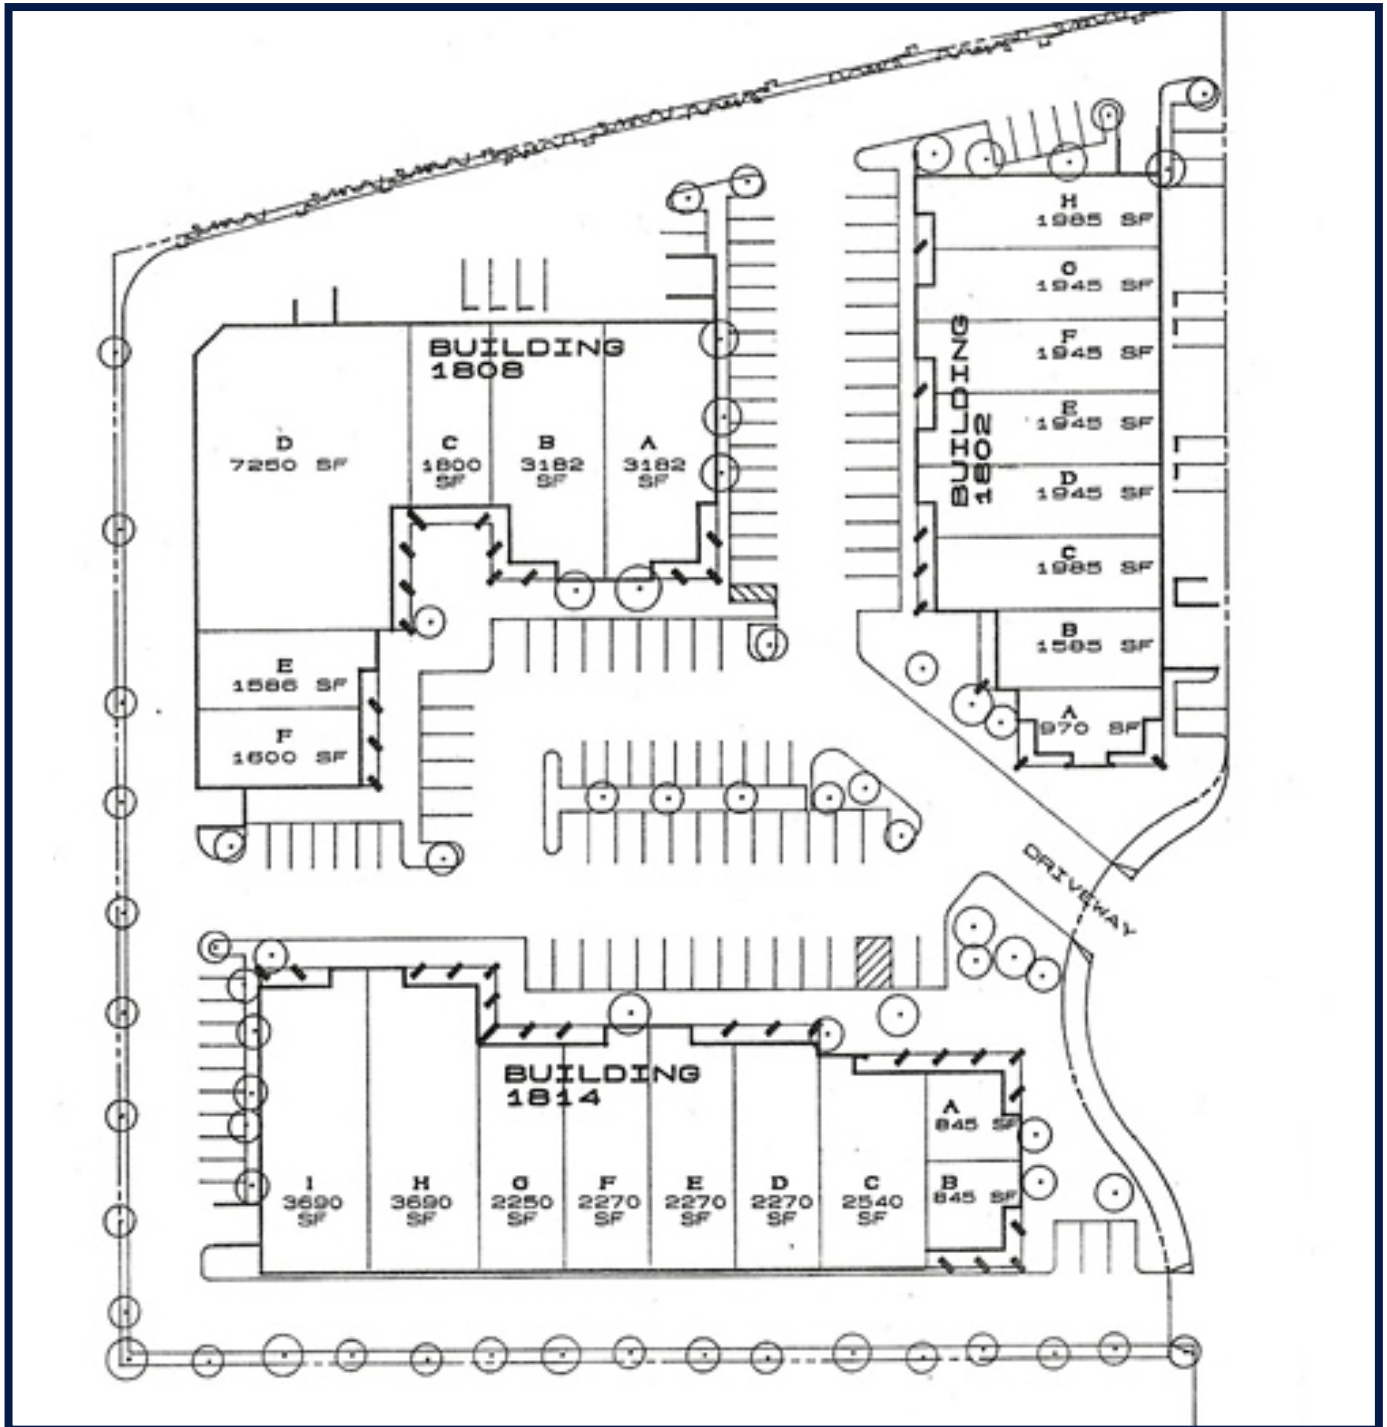 H
1985 SF
G
1945 SF
F
1945 SF
E
1945 SF
D
1945 SF
C
1985 SF
B
1585 SF
A
970 SF
BUILDING
1802
BUILDING
1808
D
7250 SF
C
1800
SF
B
3182
SF
A
3182
SF
E
1586 SF
F
1600 SF
DRIVEWAY
BUILDING
1814
A
845 SF
B
845 SF
I
3690
SF
H
3690
SF
G
2250
SF
F
2270
SF
E
2270
SF
D
2270
SF
C
2540
SF